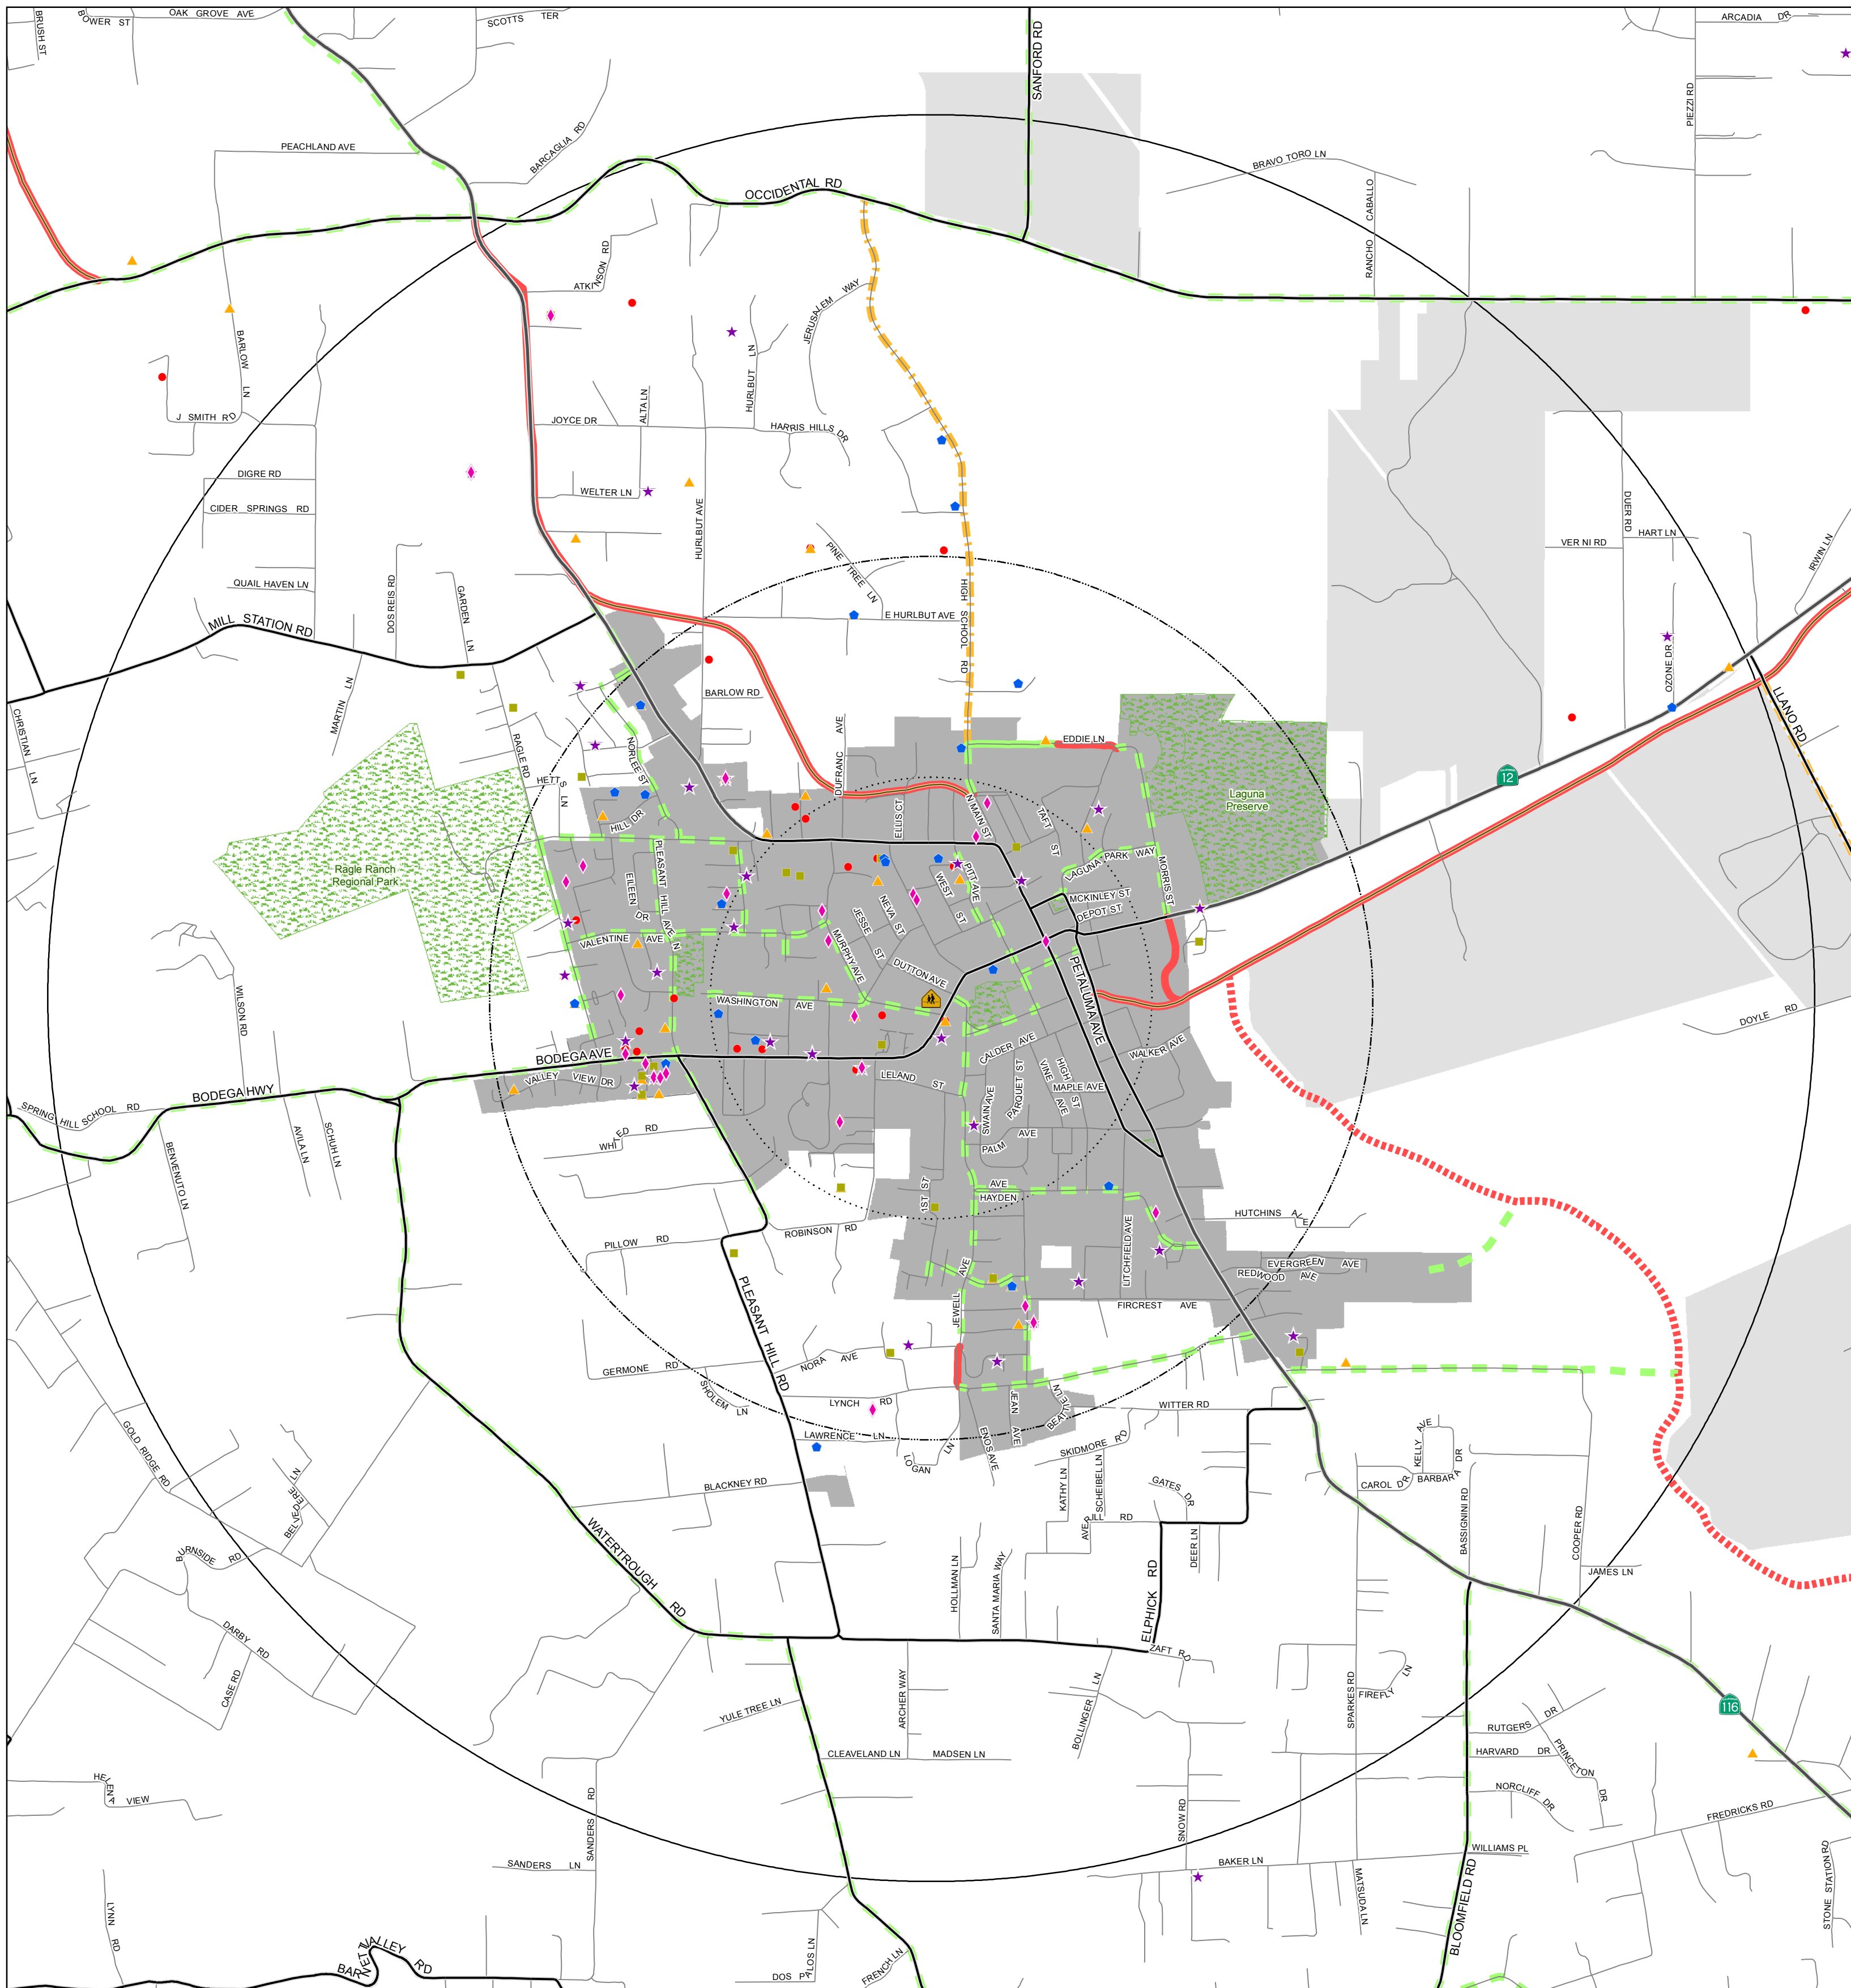 BRUSH ST
BOWER ST
OAK GROVE AVE
SCOTTS TER
SANFORD RD
ARCADIA DR
PIEZZI RD
PEACHLAND AVE
BARCAGLIA RD
OCCIDENTAL RD
BRAVO TORO LN
RANCHO CABALLO
ATKINSON RD
JERUSALEM WAY
HURLBUT LN
BARLOW LN
J SMITH RD
JOYCE DR
ALTA LN
HARRIS HILLS DR
DIGRE RD
WELTER LN
CIDER SPRINGS RD
HURLBUT AVE
DUER RD
HART LN
VER NI RD
IRWIN LN
PINE TREE LN
QUAIL HAVEN LN
DOS REIS RD
GARDEN LN
MILL STATION RD
E HURLBUT AVE
HIGH SCHOOL RD
OZONE DR
LLANO RD
MARTIN LN
BARLOW RD
CHRISTIAN LN
RAGLE RD
NORLEE ST
DUFRANC AVE
EDDIE LN
HETTS LN
12
Laguna
Preserve
HILL DR
ELLIS CT
N MAIN ST
TAFT ST
Ragle Ranch
Regional Park
PLEASANT HILL AVE N
EILEEN DR
WEST ST
PITT AVE
LAGUNA PARK WAY
MORRIS ST
MCKINLEY ST
DEPOT ST
JESSE ST
NEVA ST
VALENTINE AVE
MURPHY AVE
DUTTON AVE
PETALUMA AVE
WASHINGTON AVE
WILSON RD
DOYLE RD
BODEGA AVE
CALDER AVE
WALKER AVE
BODEGA HWY
VALLEY VIEW DR
LELAND ST
SWAIN AVE
PARQUET ST
VINE AVE
HIGH ST
MAPLE AVE
SPRING HILL SCHOOL RD
AVILA LN
SCHUH LN
BENVENUTO LN
WHITED RD
PALM AVE
1ST ST
HAYDEN AVE
ROBINSON RD
PILLOW RD
LITCHFIELD AVE
HUTCHINS AVE
EVERGREEN AVE
REDWOOD AVE
PLEASANT HILL RD
JEWELL AVE
FIRCREST AVE
GERMONE RD
NORA AVE
SHOLEM LN
LYNCH RD
JEAN AVE
BEATTIE LN
WITTER RD
LAWRENCE LN
LOGAN LN
ENOS AVE
SKIDMORE RD
KELLY AVE
GOLD RIDGE RD
BELVEDERE LN
BLACKNEY RD
KATHY LN
SCHEIBEL LN
GATES DR
CAROL DR
BARBARA DR
BASSIGNINI RD
COOPER RD
AVERILL RD
WATERTROUGH RD
BURNSIDE RD
HOLLMAN LN
SANTA MARIA WAY
DEER LN
JAMES LN
ELPHICK RD
ZAFT RD
DARBY RD
CASE RD
ARCHER WAY
BOLLINGER LN
SPARKES RD
FIREFLY LN
116
YULE TREE LN
CLEAVELAND LN
MADSEN LN
RUTGERS DR
HARVARD DR
PRINCETON DR
HELENA VIEW
NORCLIFF DR
FREDRICKS RD
SANDERS RD
SNOW RD
WILLIAMS PL
SANDERS LN
BAKER LN
MATSUDA LN
STONE STATION RD
LYNN RD
BLOOMFIELD RD
BARNETT VALLEY RD
DOS PALOS LN
FRENCH LN